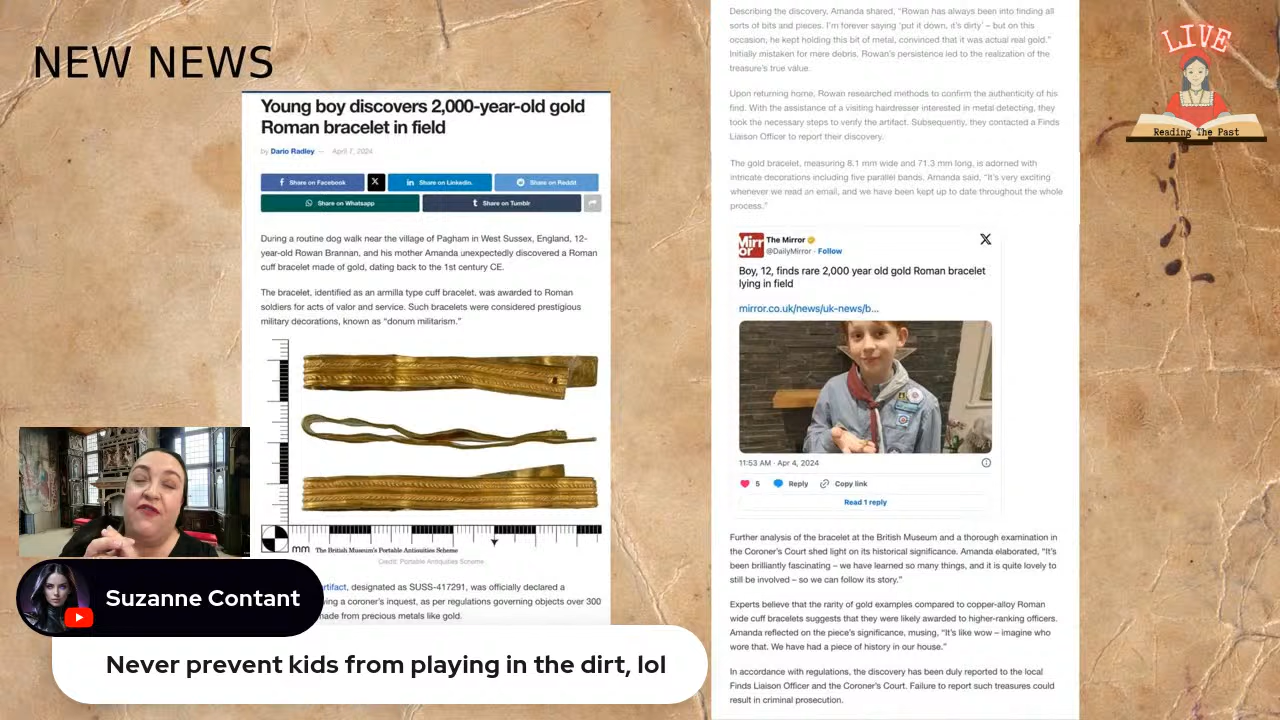 NEW NEWS
Young boy discovers 2,000-year-old gold
Roman bracelet in field
by Dario Radley — April 7, 2024
Share on Facebook
Share on Linkedin.
Share on Reddit
Share on Whatsapp
Share on Tumblr
During a routine dog walk near the village of Pagham in West Sussex, England, 12-
year-old Rowan Brannan, and his mother Amanda unexpectedly discovered a Roman
cuff bracelet made of gold, dating back to the 1st century CE.
The bracelet, identified as an armilla type cuff bracelet, was awarded to Roman
soldiers for acts of valor and service. Such bracelets were considered prestigious
military decorations, known as “donum militarism.”
mm The British Museum's Portable Antiquities Scheme
Credit: Portable Antiquities Scheme
rtifact, designated as SUSS-417291, was officially declared a
ing a coroner's inquest, as per regulations governing objects over 300
made from precious metals like gold.
Describing the discovery, Amanda shared, “Rowan has always been into finding all
sorts of bits and pieces. I'm forever saying ‘put it down, it's dirty’ – but on this
occasion, he kept holding this bit of metal, convinced that it was actual real gold.”
Initially mistaken for mere debris. Rowan's persistence led to the realization of the
treasure's true value.
Upon returning home, Rowan researched methods to confirm the authenticity of his
find. With the assistance of a visiting hairdresser interested in metal detecting, they
took the necessary steps to verify the artifact. Subsequently, they contacted a Finds
Liaison Officer to report their discovery.
The gold bracelet, measuring 8.1 mm wide and 71.3 mm long, is adorned with
intricate decorations including five parallel bands. Amanda said, “It's very exciting
whenever we read an email, and we have been kept up to date throughout the whole
process.”
Mirror
The Mirror
@DailyMirror · Follow
Boy, 12, finds rare 2,000 year old gold Roman bracelet
lying in field
mirror.co.uk/news/uk-news/b...
11:53 AM · Apr 4, 2024
5 Reply Copy link
Read 1 reply
Further analysis of the bracelet at the British Museum and a thorough examination in
the Coroner's Court shed light on its historical significance. Amanda elaborated, “It's
been brilliantly fascinating – we have learned so many things, and it is quite lovely to
still be involved – so we can follow its story.”
Experts believe that the rarity of gold examples compared to copper-alloy Roman
wide cuff bracelets suggests that they were likely awarded to higher-ranking officers.
Amanda reflected on the piece's significance, musing, “It's like wow – imagine who
wore that. We have had a piece of history in our house.”
In accordance with regulations, the discovery has been duly reported to the local
Finds Liaison Officer and the Coroner's Court. Failure to report such treasures could
result in criminal prosecution.
LIVE
Reading The Past
Suzanne Contant
Never prevent kids from playing in the dirt, lol